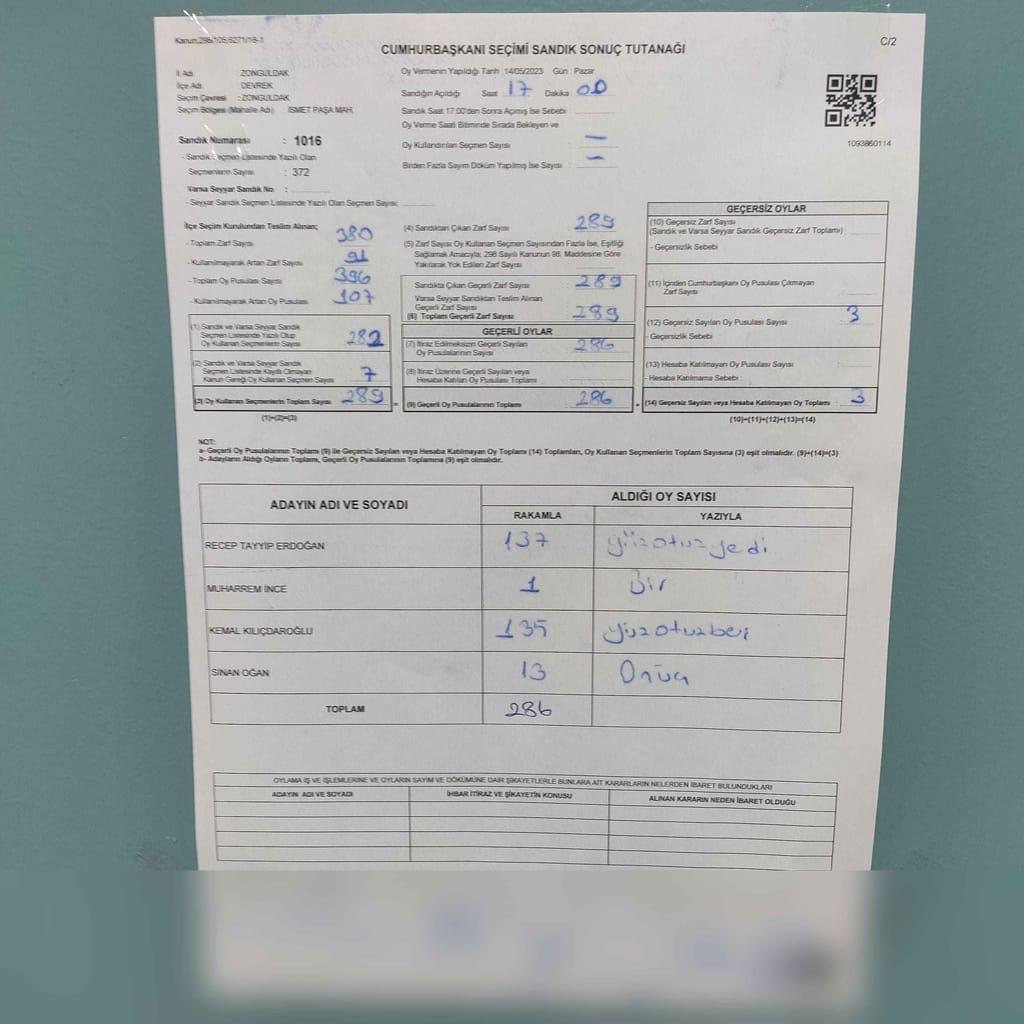 Kanun;298/105,6271/18-1
C/2
CUMHURBAŞKANI SEÇİMİ SANDIK SONUÇ TUTANAĞI
İl Adı ZONGULDAK
İlçe Adı DEVREK
Seçim Çevresi : ZONGULDAK
Seçim Bölgesi (Mahalle Adı) İSMET PAŞA MAH.
Sandık Numarası : 1016
- Sandık Seçmen Listesinde Yazılı Olan
Seçmenlerin Sayısı : 372
Varsa Seyyar Sandık No :
- Seyyar Sandık Seçmen Listesinde Yazılı Olan Seçmen Sayısı:
Oy Vermenin Yapıldığı Tarih 14/05/2023 Gün : Pazar
Sandığın Açıldığı Saat : 17 Dakika 00
Sandık Saat 17:00'den Sonra Açılmış İse Sebebi
Oy Verme Saati Bitiminde Sırada Bekleyen ve
Oy Kullandırılan Seçmen Sayısı : —
Birden Fazla Sayım Döküm Yapılmış İse Sayısı : —
1093860114
İlçe Seçim Kurulundan Teslim Alınan;
- Toplam Zarf Sayısı 380
- Kullanılmayarak Artan Zarf Sayısı 91
- Toplam Oy Pusulası Sayısı 396
- Kullanılmayarak Artan Oy Pusulası 107
(1) Sandık ve Varsa Seyyar Sandık
Seçmen Listesinde Yazılı Olup
Oy Kullanan Seçmenlerin Sayısı 282
(2) Sandık ve Varsa Seyyar Sandık
Seçmen Listesinde Kayıtlı Olmayan
Kanun Gereği Oy Kullanan Seçmen Sayısı 7
(3) Oy Kullanan Seçmenlerin Toplam Sayısı 289
(1)+(2)=(3)
(4) Sandıktan Çıkan Zarf Sayısı : 289
(5) Zarf Sayısı Oy Kullanan Seçmen Sayısından Fazla İse, Eşitliği
Sağlamak Amacıyla; 298 Sayılı Kanunun 98. Maddesine Göre
Yakılarak Yok Edilen Zarf Sayısı
Sandıkta Çıkan Geçerli Zarf Sayısı : 289
Varsa Seyyar Sandıktan Teslim Alınan
Geçerli Zarf Sayısı
(6) Toplam Geçerli Zarf Sayısı : 289
GEÇERLİ OYLAR
(7) İtiraz Edilmeksizin Geçerli Sayılan
Oy Pusulalarının Sayısı : 286
(8) İtiraz Üzerine Geçerli Sayılan veya
Hesaba Katılan Oy Pusulası Toplamı
(9) Geçerli Oy Pusulalarının Toplamı : 286
GEÇERSİZ OYLAR
(10) Geçersiz Zarf Sayısı
(Sandık ve Varsa Seyyar Sandık Geçersiz Zarf Toplamı)
- Geçersizlik Sebebi
(11) İçinden Cumhurbaşkanı Oy Pusulası Çıkmayan
Zarf Sayısı
(12) Geçersiz Sayılan Oy Pusulası Sayısı : 3
- Geçersizlik Sebebi
(13) Hesaba Katılmayan Oy Pusulası Sayısı
- Hesaba Katılmama Sebebi
(14) Geçersiz Sayılan veya Hesaba Katılmayan Oy Toplamı : 3
(10)+(11)+(12)+(13)=(14)
NOT:
a- Geçerli Oy Pusulalarının Toplamı (9) ile Geçersiz Sayılan veya Hesaba Katılmayan Oy Toplamı (14) Toplamları, Oy Kullanan Seçmenlerin Toplam Sayısına (3) eşit olmalıdır. (9)+(14)=(3)
b- Adayların Aldığı Oyların Toplamı, Geçerli Oy Pusulalarının Toplamına (9) eşit olmalıdır.
ADAYIN ADI VE SOYADI ALDIĞI OY SAYISI
RAKAMLA YAZIYLA
RECEP TAYYİP ERDOĞAN 137 yüzotuzyedi
MUHARREM İNCE 1 Bir
KEMAL KILIÇDAROĞLU 135 yüzotuzbeş
SİNAN OĞAN 13 Onüç
TOPLAM 286
OYLAMA İŞ VE İŞLEMLERİNE VE OYLARIN SAYIM VE DÖKÜMÜNE DAİR ŞİKAYETLERLE BUNLARA AİT KARARLARIN NELERDEN İBARET BULUNDUKLARI
ADAYIN ADI VE SOYADI İHBAR İTİRAZ VE ŞİKAYETİN KONUSU ALINAN KARARIN NEDEN İBARET OLDUĞU